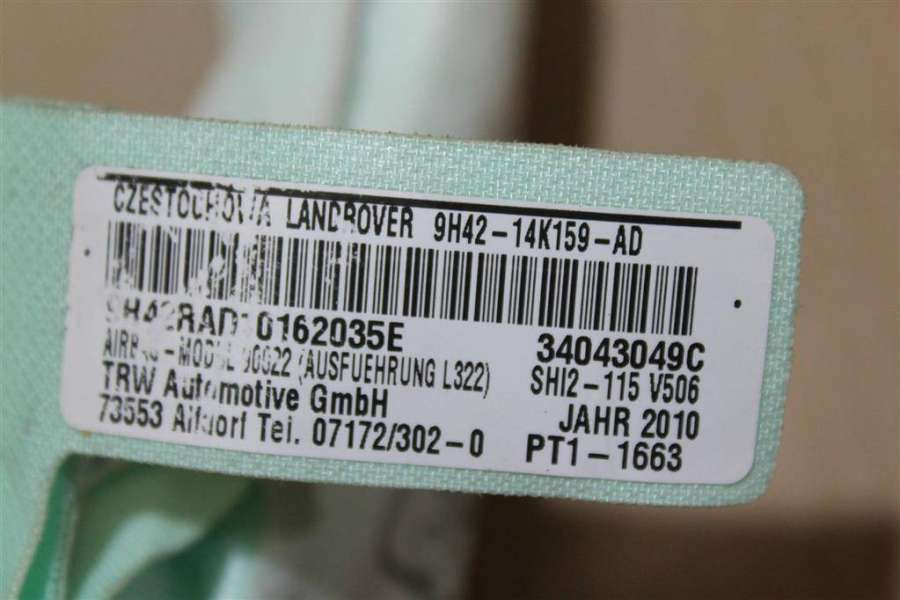 CZESTOCHOWA LANDROVER 9H42-14K159-AD
0162035E 34043049C
(AUSFUEHRUNG L322) SHI2-115 V506
TRW Automotive GmbH JAHR 2010
73553 Alfdorf Tel. 07172/302-0 PT1-1663